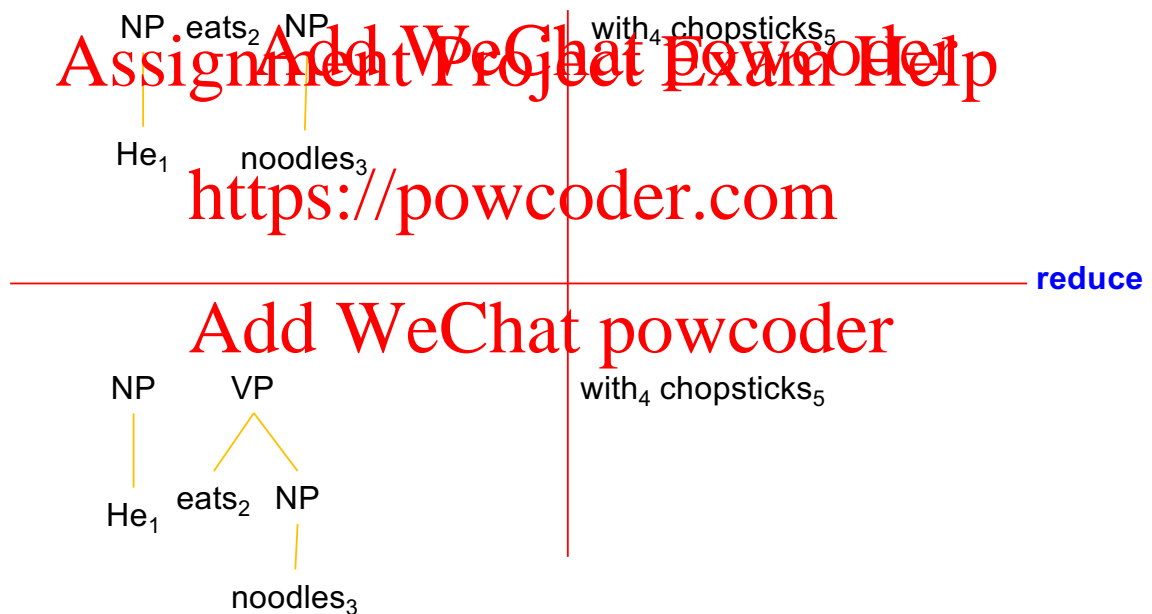 NP eats₂ NP with₄ chopsticks₅
Add WeChat powcoder
Assignment Project Exam Help
He₁ noodles₃
https://powcoder.com
reduce
Add WeChat powcoder
NP VP with₄ chopsticks₅
eats₂ NP
He₁
noodles₃